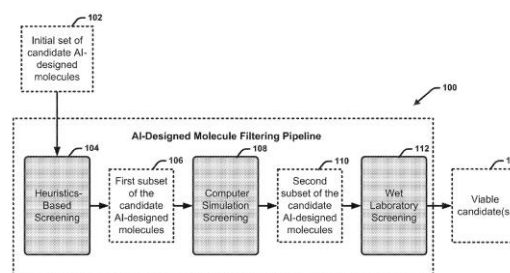 102
Initial set of
candidate AI-
designed
molecules
100
AI-Designed Molecule Filtering Pipeline
104
106
108
110
112
Heuristics-
Based
Screening
First subset
of the
candidate
AI-designed
molecules
Computer
Simulation
Screening
Second
subset of the
candidate
AI-designed
molecules
Wet
Laboratory
Screening
Viable
candidate(s